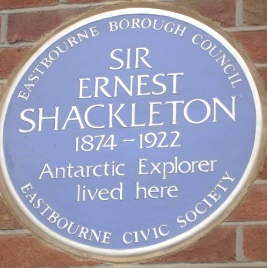 EASTBOURNE BOROUGH COUNCIL
SIR
ERNEST
SHACKLETON
1874 ~ 1922
Antarctic Explorer
lived here
EASTBOURNE CIVIC SOCIETY